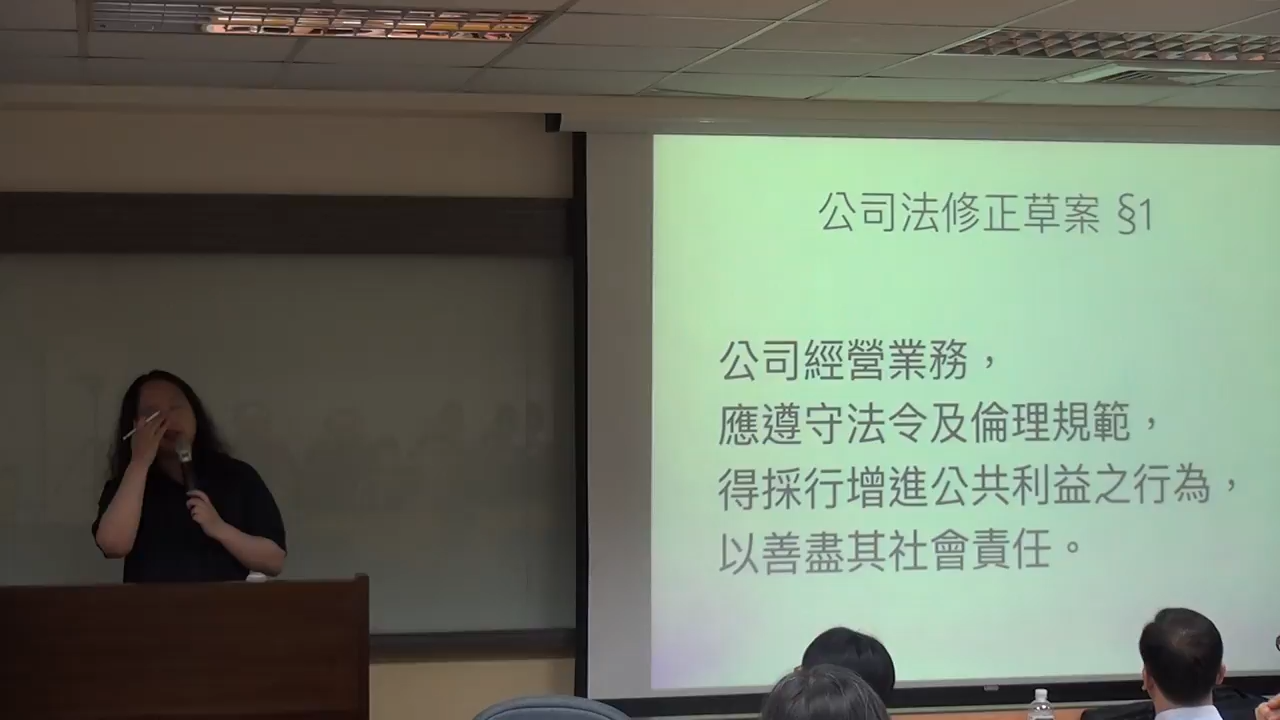 公司法修正草案 §1
公司經營業務，
應遵守法令及倫理規範，
得採行增進公共利益之行為，
以善盡其社會責任。